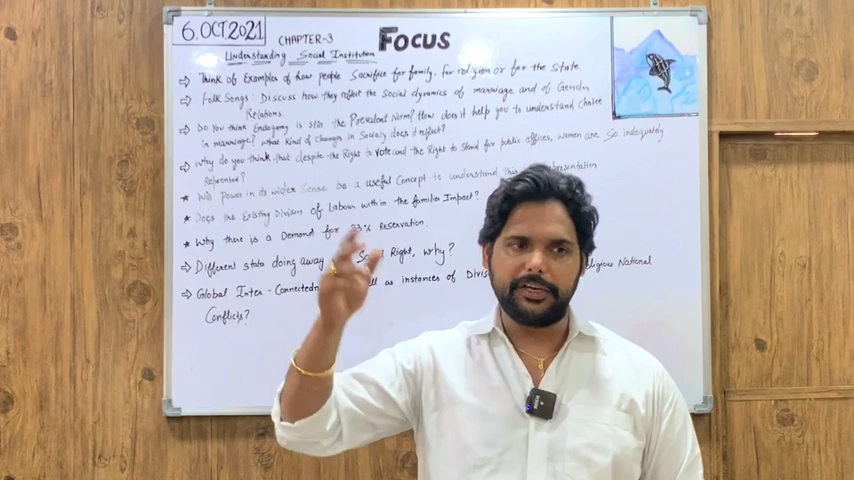 6.OCT.2021
CHAPTER-3
FOCUS
Understanding Social Institution
⇨ Think of Examples of how people Sacrifice for family, for religion or for the State.
⇨ Folk Songs: Discuss how they reflect the social dynamics of marriage and of Gender
Relations.
⇨ Do you think Endogamy is still the Prevalent norm? How does it help you to understand choice
in marriage? what Kind of changes in Society does it reflect?
⇨ Why do you think that despite the Right to vote and the Right to Stand for public offices, women are so indequately
Reprented?
★ Will Power in its wider Sense be a useful Concept to understand this
★ Does the Existing Division of Labour within the families Impact?
★ Why there is a Demand for 33% Reservation.
⇨ Different state doing away Right, why?
⇨ Global Inter - Connectedn as instances of Divis National
Conflicts?